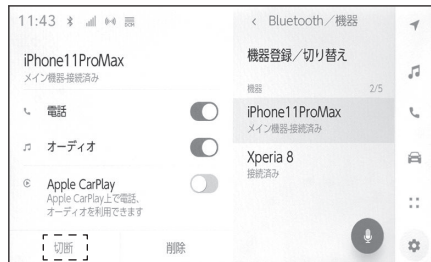 11:43
iPhone11ProMax
メイン機器-接続済み
電話
オーディオ
Apple CarPlay
Apple CarPlay上で電話、
オーディオを利用できます
切断
削除
< Bluetooth／機器
機器登録／切り替え
機器 2/5
iPhone11ProMax
メイン機器-接続済み
Xperia 8
接続済み